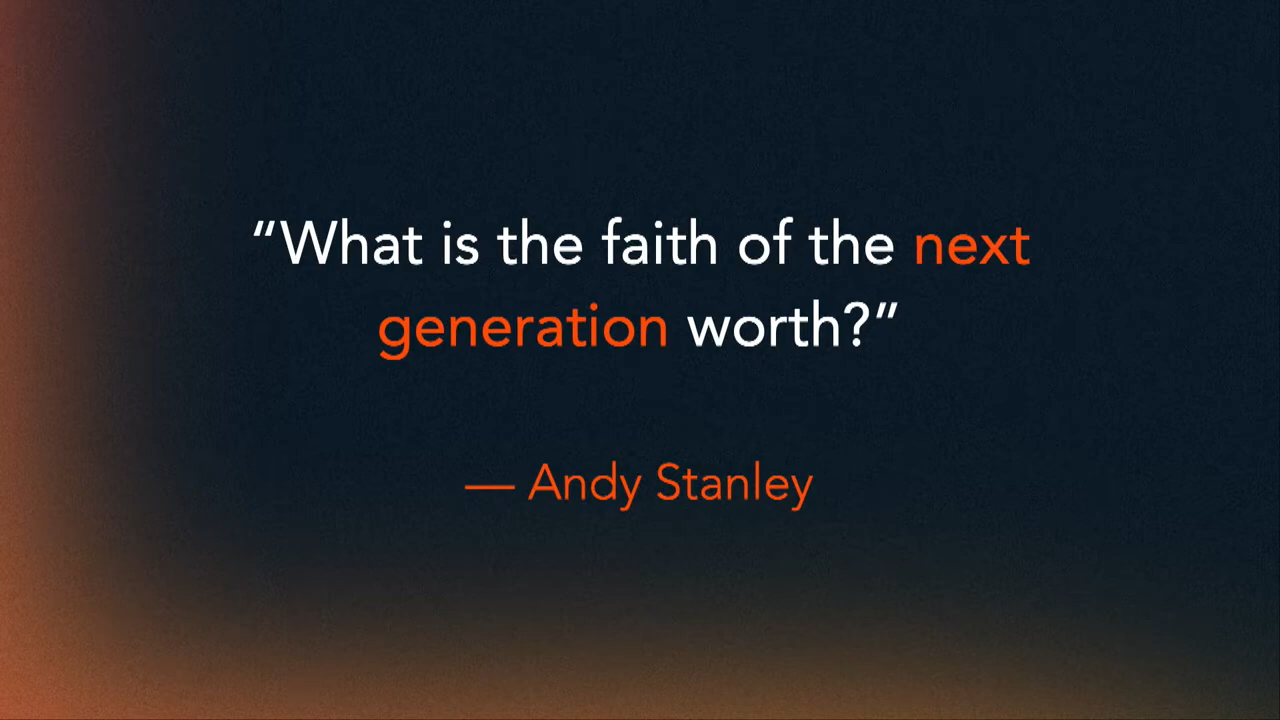 “What is the faith of the next
generation worth?”
— Andy Stanley